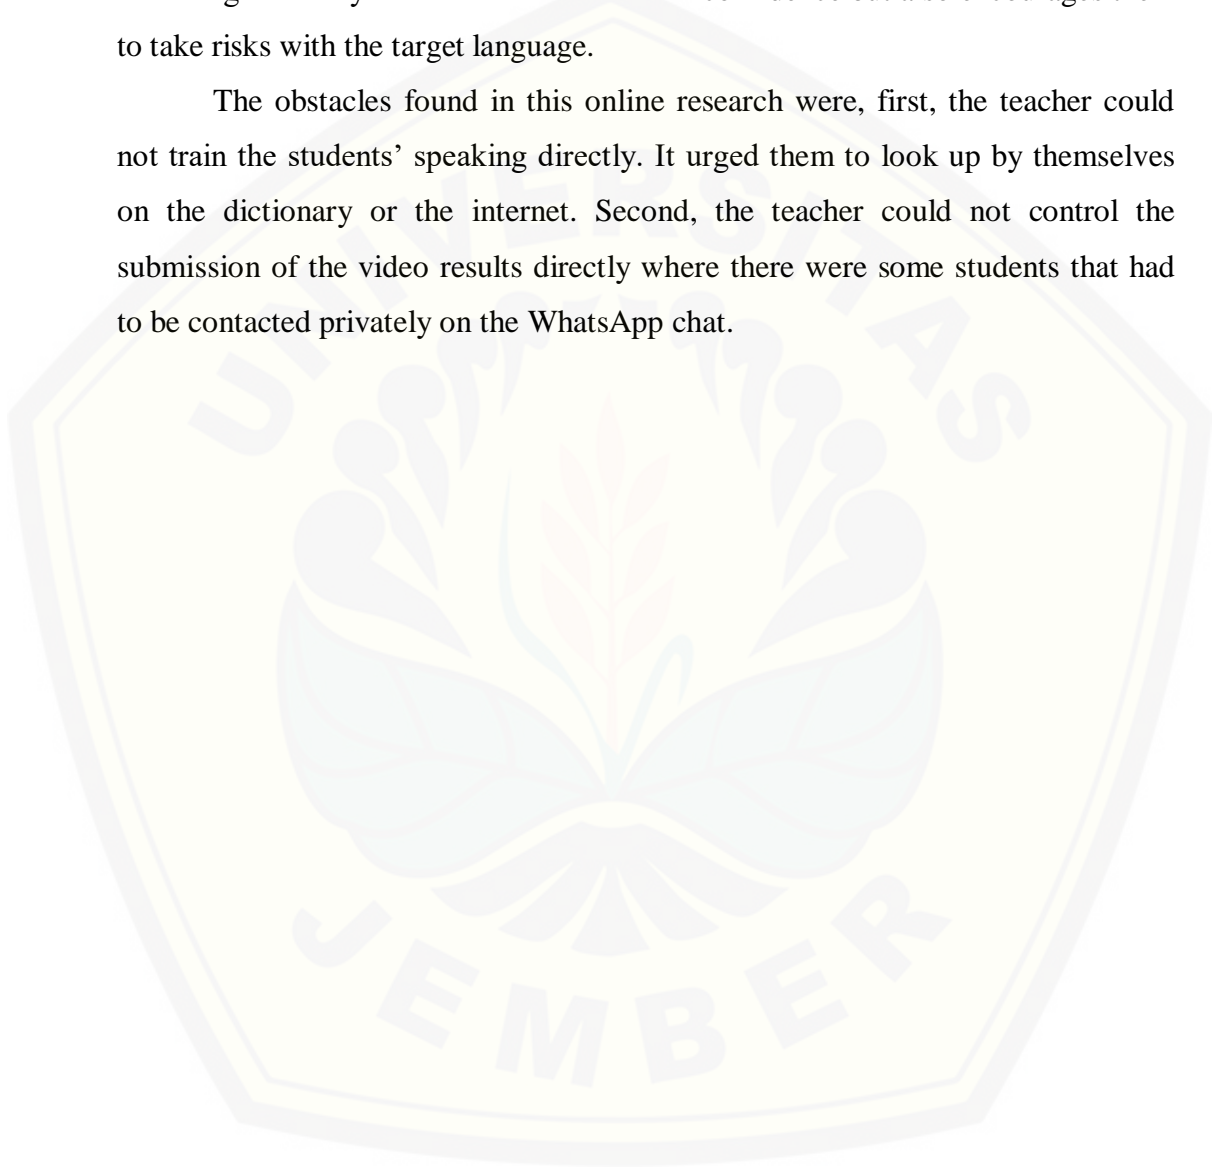 to take risks with the target language.
The obstacles found in this online research were, first, the teacher could
not train the students’ speaking directly. It urged them to look up by themselves
on the dictionary or the internet. Second, the teacher could not control the
submission of the video results directly where there were some students that had
to be contacted privately on the WhatsApp chat.
UNIVERSITAS
JEMBER